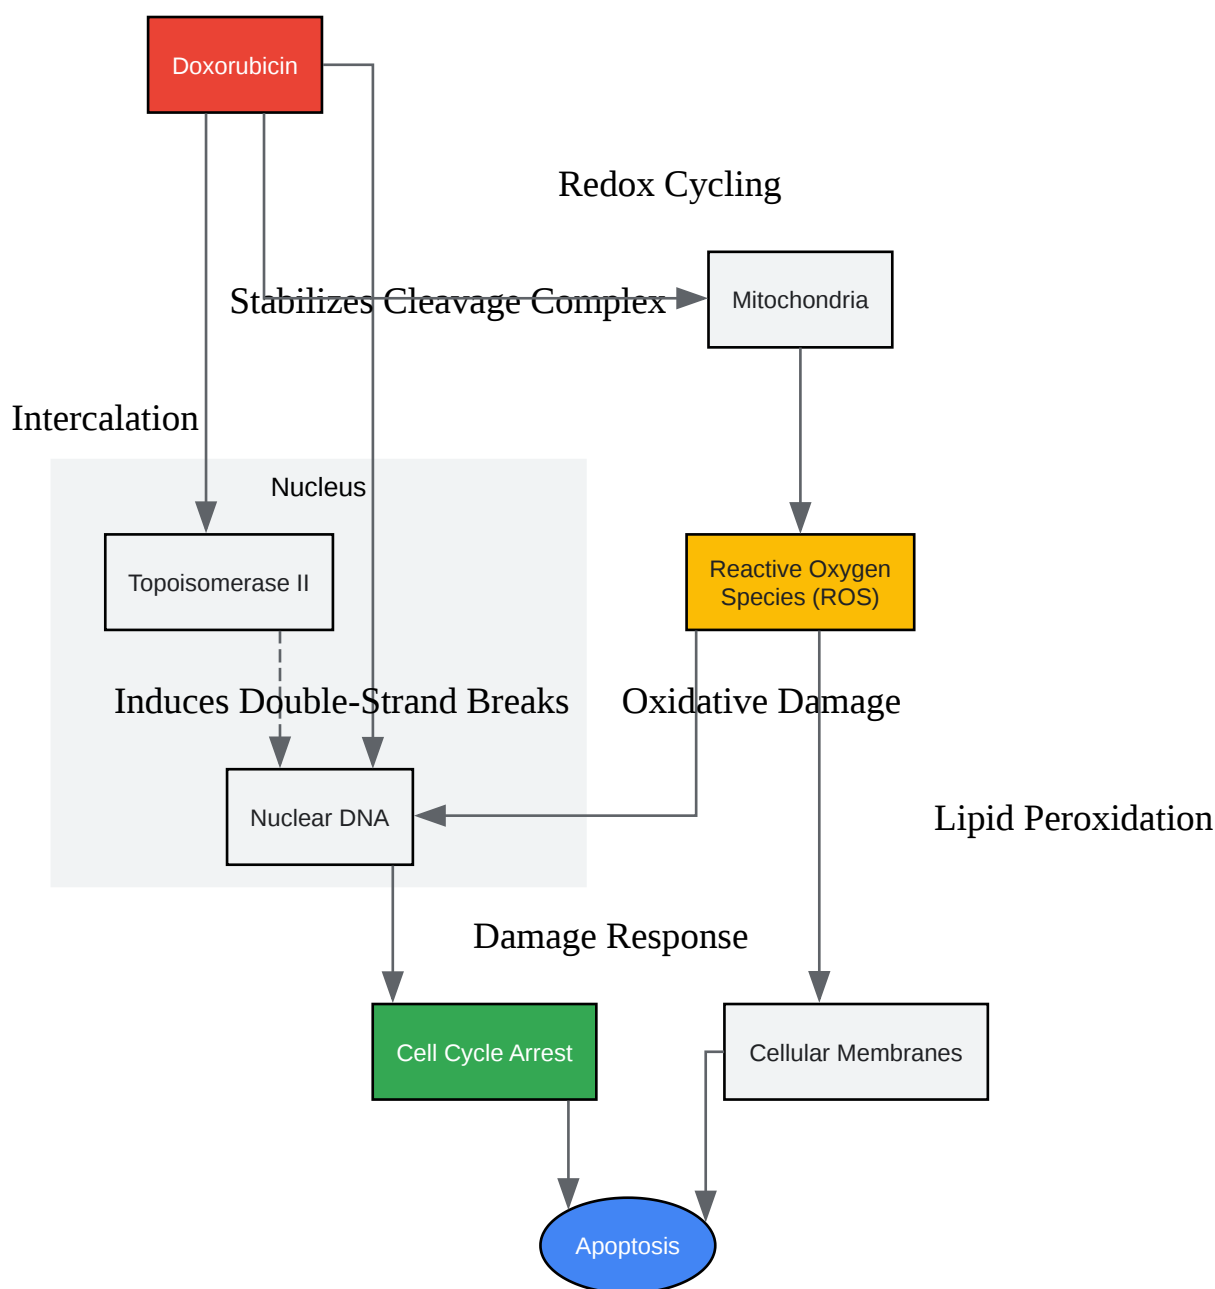 Doxorubicin
Redox Cycling
Stabilizes Cleavage Complex
Mitochondria
Intercalation
Nucleus
Topoisomerase II
Reactive Oxygen
Species (ROS)
Induces Double-Strand Breaks
Oxidative Damage
Nuclear DNA
Lipid Peroxidation
Damage Response
Cell Cycle Arrest
Cellular Membranes
Apoptosis